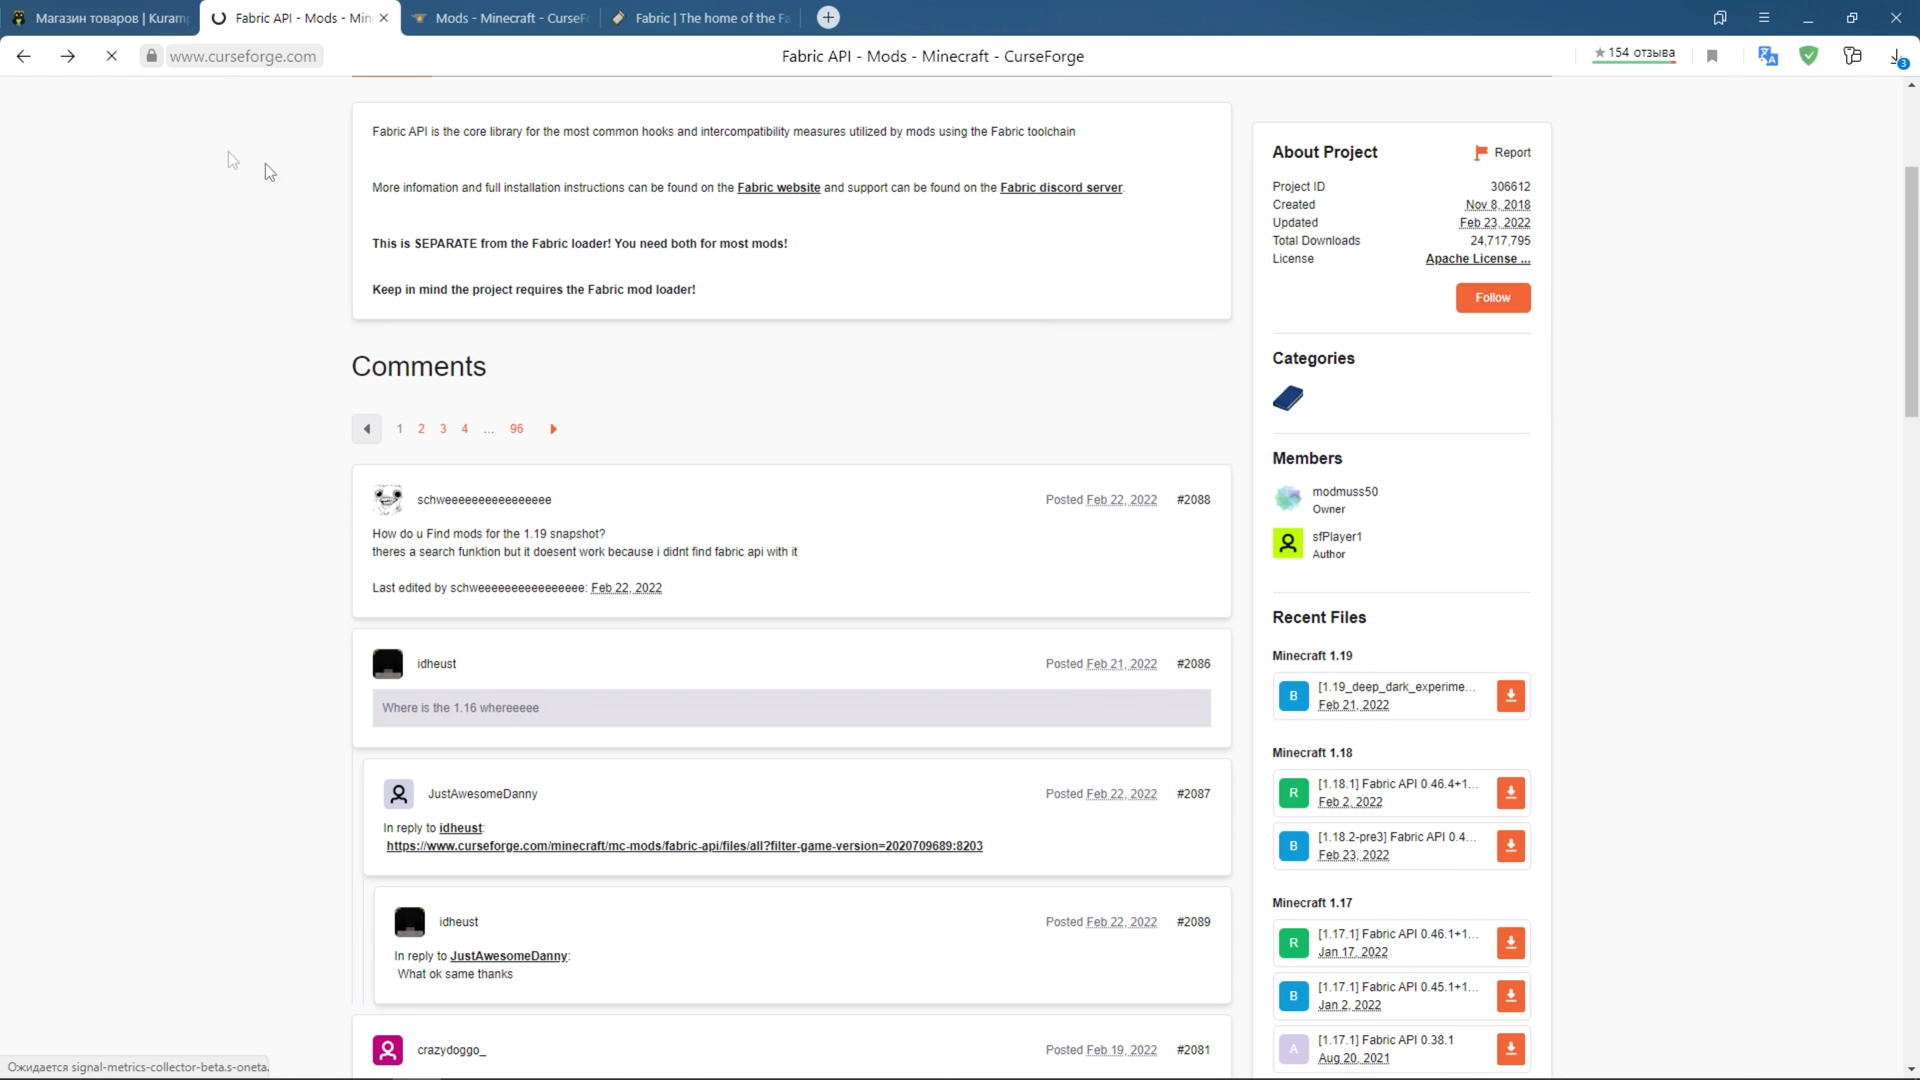 Магазин товаров | Kuram
Fabric API - Mods - Min
Mods - Minecraft - CurseF
Fabric | The home of the Fa
www.curseforge.com
Fabric API - Mods - Minecraft - CurseForge
★ 154 отзыва
3
Fabric API is the core library for the most common hooks and intercompatibility measures utilized by mods using the Fabric toolchain
More infomation and full installation instructions can be found on the Fabric website and support can be found on the Fabric discord server.
This is SEPARATE from the Fabric loader! You need both for most mods!
Keep in mind the project requires the Fabric mod loader!
Comments
1 2 3 4 ... 96
schweeeeeeeeeeeeeeee
Posted Feb 22, 2022 #2088
How do u Find mods for the 1.19 snapshot?
theres a search funktion but it doesent work because i didnt find fabric api with it
Last edited by schweeeeeeeeeeeeeeee: Feb 22, 2022
idheust
Posted Feb 21, 2022 #2086
Where is the 1.16 whereeeee
JustAwesomeDanny
Posted Feb 22, 2022 #2087
In reply to idheust:
https://www.curseforge.com/minecraft/mc-mods/fabric-api/files/all?filter-game-version=2020709689:8203
idheust
Posted Feb 22, 2022 #2089
In reply to JustAwesomeDanny:
What ok same thanks
crazydoggo_
Posted Feb 19, 2022 #2081
About Project
Report
Project ID 306612
Created Nov 8, 2018
Updated Feb 23, 2022
Total Downloads 24,717,795
License Apache License ...
Follow
Categories
Members
modmuss50
Owner
sfPlayer1
Author
Recent Files
Minecraft 1.19
B [1.19_deep_dark_experime...
Feb 21, 2022
Minecraft 1.18
R [1.18.1] Fabric API 0.46.4+1...
Feb 2, 2022
B [1.18.2-pre3] Fabric API 0.4...
Feb 23, 2022
Minecraft 1.17
R [1.17.1] Fabric API 0.46.1+1...
Jan 17, 2022
B [1.17.1] Fabric API 0.45.1+1...
Jan 2, 2022
A [1.17.1] Fabric API 0.38.1
Aug 20, 2021
Ожидается signal-metrics-collector-beta.s-oneta.